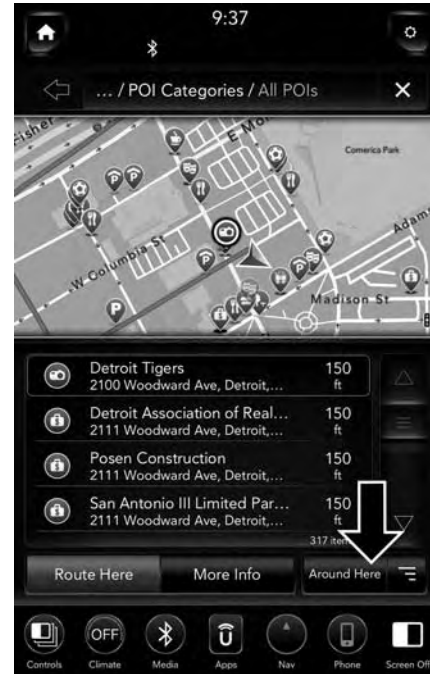 9:37
... / POI Categories / All POIs
Fisher
E Mo
Comerica Park
Adam
W Columbia St
Madison St
P P
P
P
P
Detroit Tigers
150
2100 Woodward Ave, Detroit,...
ft
Detroit Association of Real...
150
2111 Woodward Ave, Detroit,...
ft
Posen Construction
150
2111 Woodward Ave, Detroit,...
ft
San Antonio III Limited Par...
150
2111 Woodward Ave, Detroit,...
ft
317 item
Route Here
More Info
Around Here
OFF
Controls
Climate
Media
Apps
Nav
Phone
Screen Off